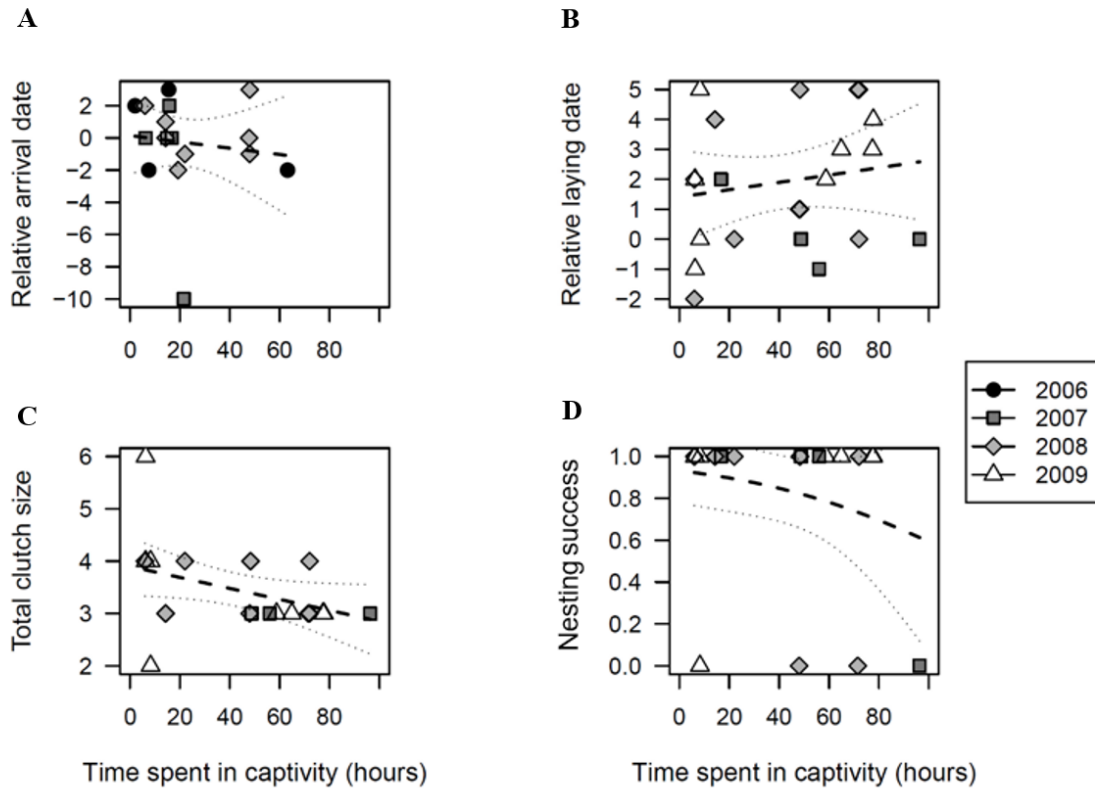 A
Relative arrival date
2
0
−2
−4
−6
−8
−10
0 20 40 60 80
B
Relative laying date
5
4
3
2
1
0
−1
−2
0 20 40 60 80
2006
2007
2008
2009
C
Total clutch size
6
5
4
3
2
0 20 40 60 80
Time spent in captivity (hours)
D
Nesting success
1.0
0.8
0.6
0.4
0.2
0.0
0 20 40 60 80
Time spent in captivity (hours)